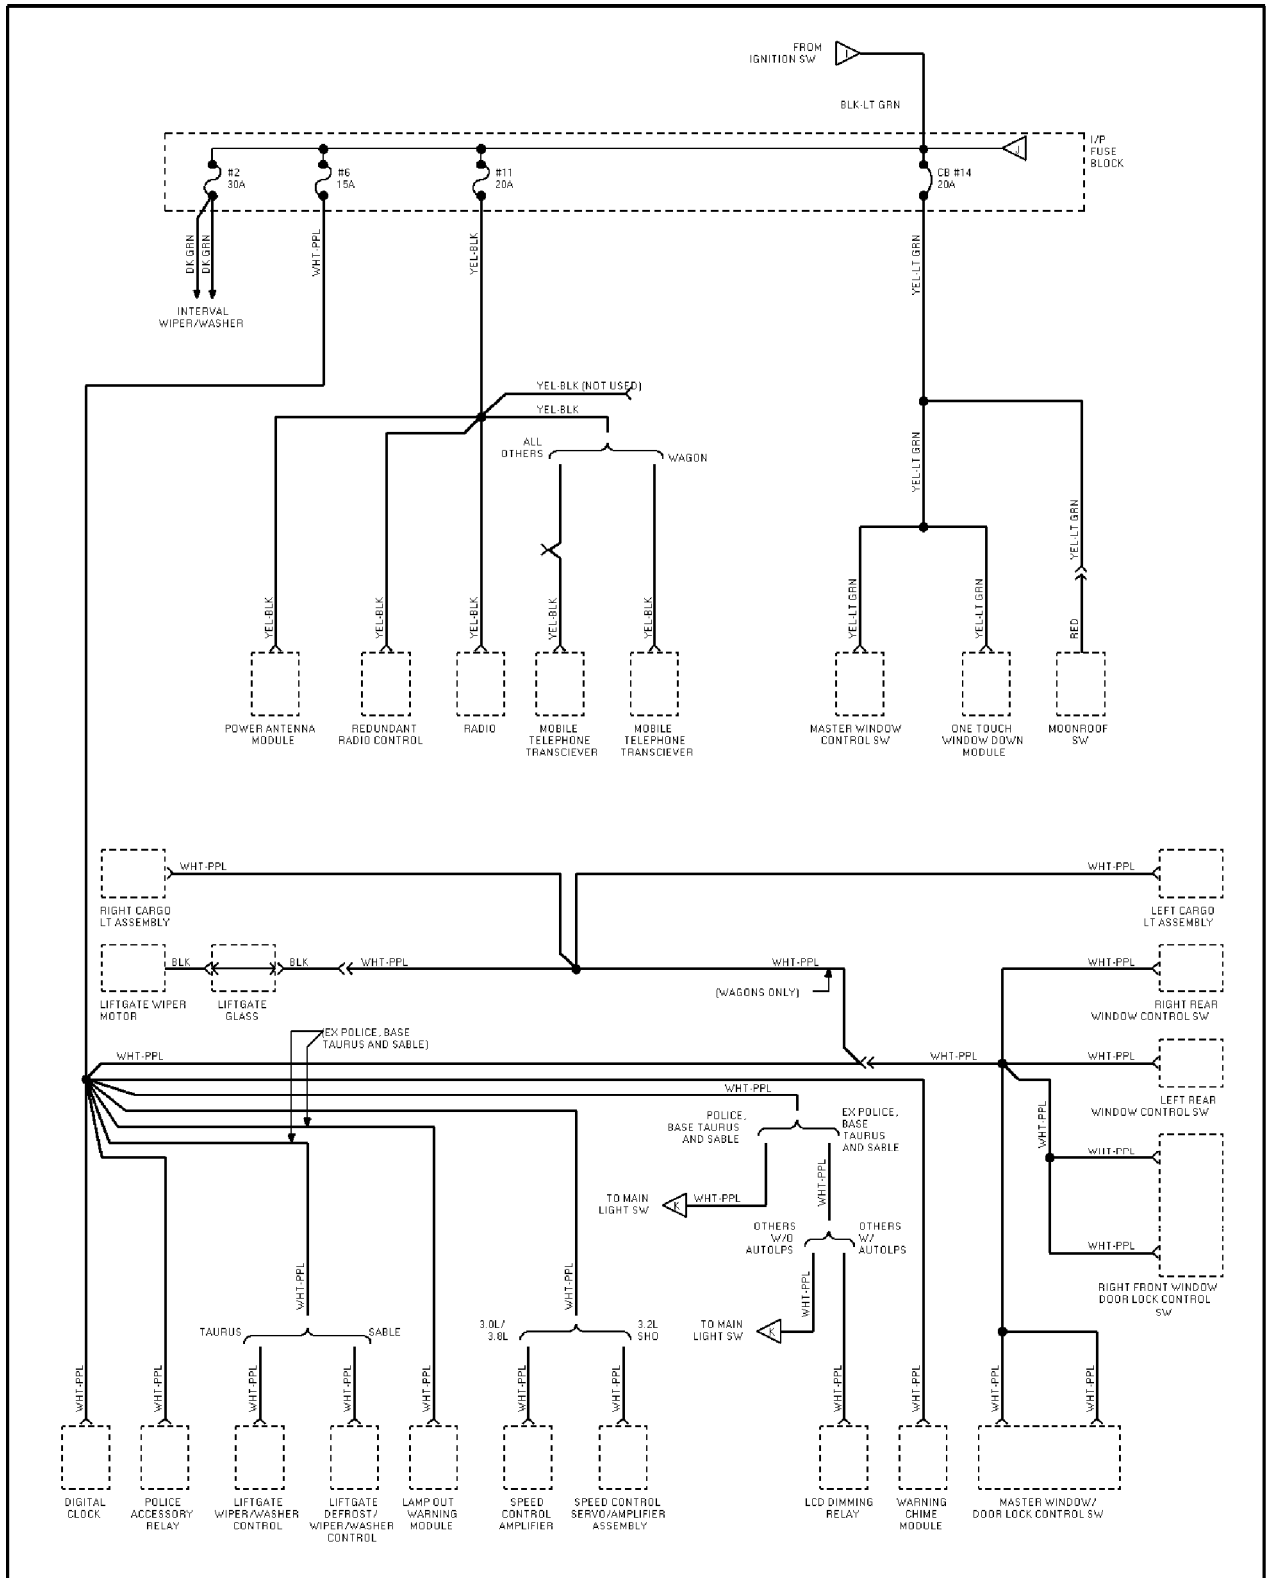 FROM
IGNITION SW
I
BLK-LT GRN
I/P
FUSE
BLOCK
J
#2
30A
#6
15A
#11
20A
CB #14
20A
DK GRN
DK GRN
WHT-PPL
YEL-BLK
YEL-LT GRN
INTERVAL
WIPER/WASHER
YEL-BLK (NOT USED)
YEL-BLK
ALL
OTHERS
WAGON
YEL-LT GRN
YEL-LT GRN
YEL-BLK
YEL-BLK
YEL-BLK
YEL-BLK
YEL-BLK
YEL-LT GRN
YEL-LT GRN
RED
POWER ANTENNA
MODULE
REDUNDANT
RADIO CONTROL
RADIO
MOBILE
TELEPHONE
TRANSCIEVER
MOBILE
TELEPHONE
TRANSCIEVER
MASTER WINDOW
CONTROL SW
ONE TOUCH
WINDOW DOWN
MODULE
MOONROOF
SW
WHT-PPL
WHT-PPL
RIGHT CARGO
LT ASSEMBLY
LEFT CARGO
LT ASSEMBLY
BLK
BLK
WHT-PPL
WHT-PPL
WHT-PPL
(WAGONS ONLY)
LIFTGATE WIPER
MOTOR
LIFTGATE
GLASS
RIGHT REAR
WINDOW CONTROL SW
(EX POLICE, BASE
TAURUS AND SABLE)
WHT-PPL
WHT-PPL
WHT-PPL
LEFT REAR
WINDOW CONTROL SW
WHT-PPL
POLICE,
BASE TAURUS
AND SABLE
EX POLICE,
BASE
TAURUS
AND SABLE
WHT-PPL
WHT-PPL
WHT-PPL
TO MAIN
LIGHT SW
K
WHT-PPL
OTHERS
W/O
AUTOLPS
OTHERS
W/
AUTOLPS
WHT-PPL
RIGHT FRONT WINDOW
DOOR LOCK CONTROL
SW
WHT-PPL
WHT-PPL
WHT-PPL
TAURUS
SABLE
3.0L/
3.8L
3.2L
SHO
TO MAIN
LIGHT SW
K
WHT-PPL
WHT-PPL
WHT-PPL
WHT-PPL
WHT-PPL
WHT-PPL
WHT-PPL
WHT-PPL
WHT-PPL
WHT-PPL
WHT-PPL
DIGITAL
CLOCK
POLICE
ACCESSORY
RELAY
LIFTGATE
WIPER/WASHER
CONTROL
LIFTGATE
DEFROST/
WIPER/WASHER
CONTROL
LAMP OUT
WARNING
MODULE
SPEED
CONTROL
AMPLIFIER
SPEED CONTROL
SERVO/AMPLIFIER
ASSEMBLY
LCD DIMMING
RELAY
WARNING
CHIME
MODULE
MASTER WINDOW/
DOOR LOCK CONTROL SW